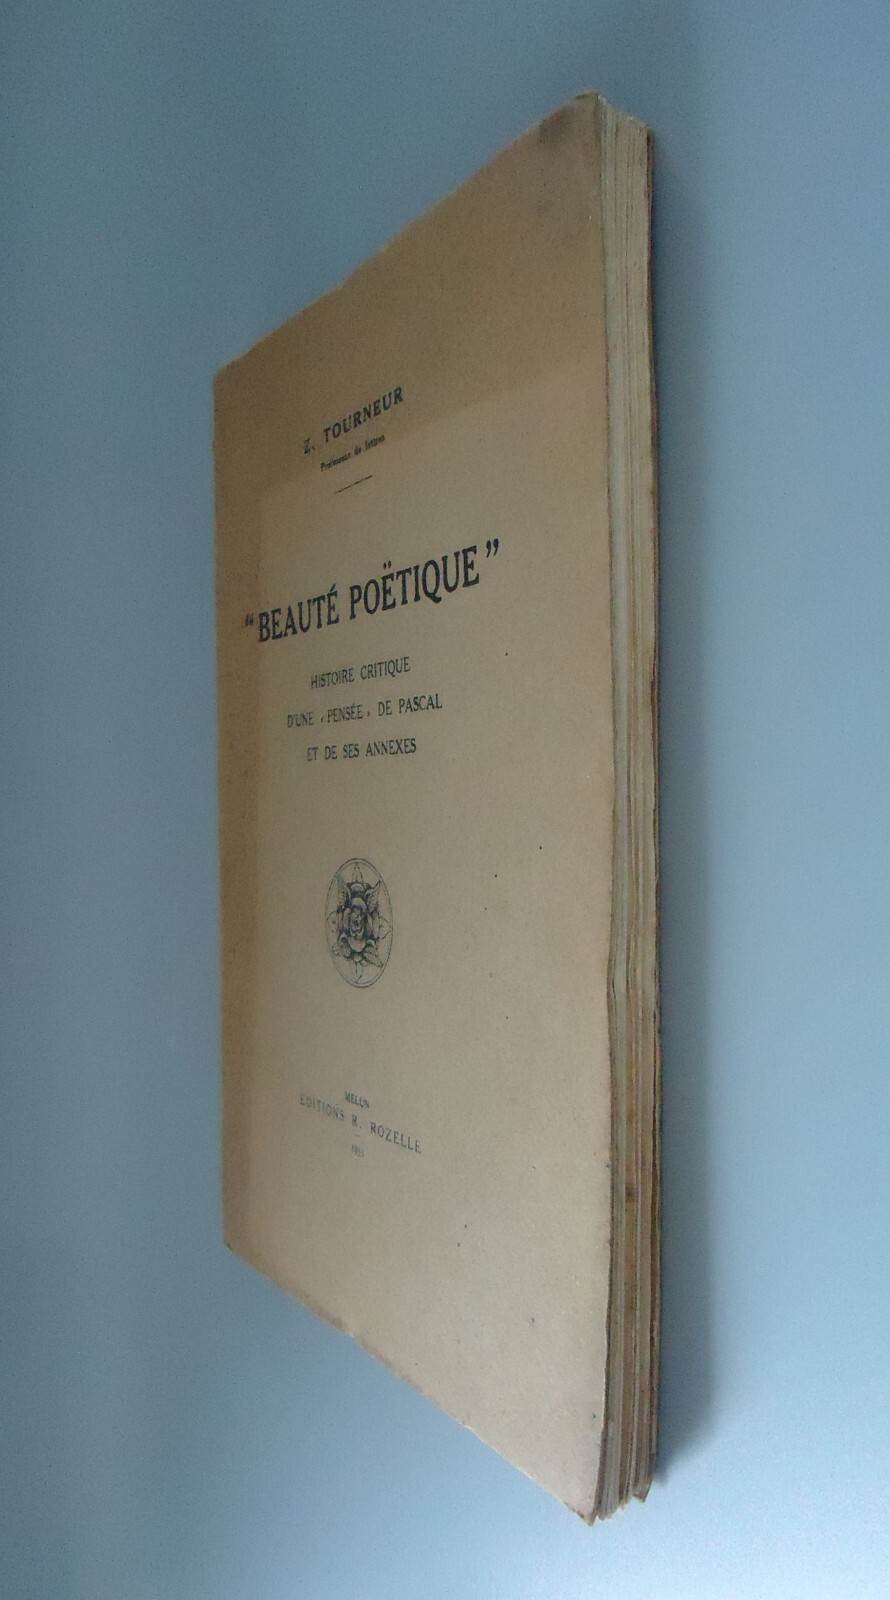 Z. TOURNEUR
Professeur de lettres
“BEAUTÉ POËTIQUE”
HISTOIRE CRITIQUE
D'UNE « PENSÉE » DE PASCAL
ET DE SES ANNEXES
MELUN
EDITIONS R. ROZELLE
1933